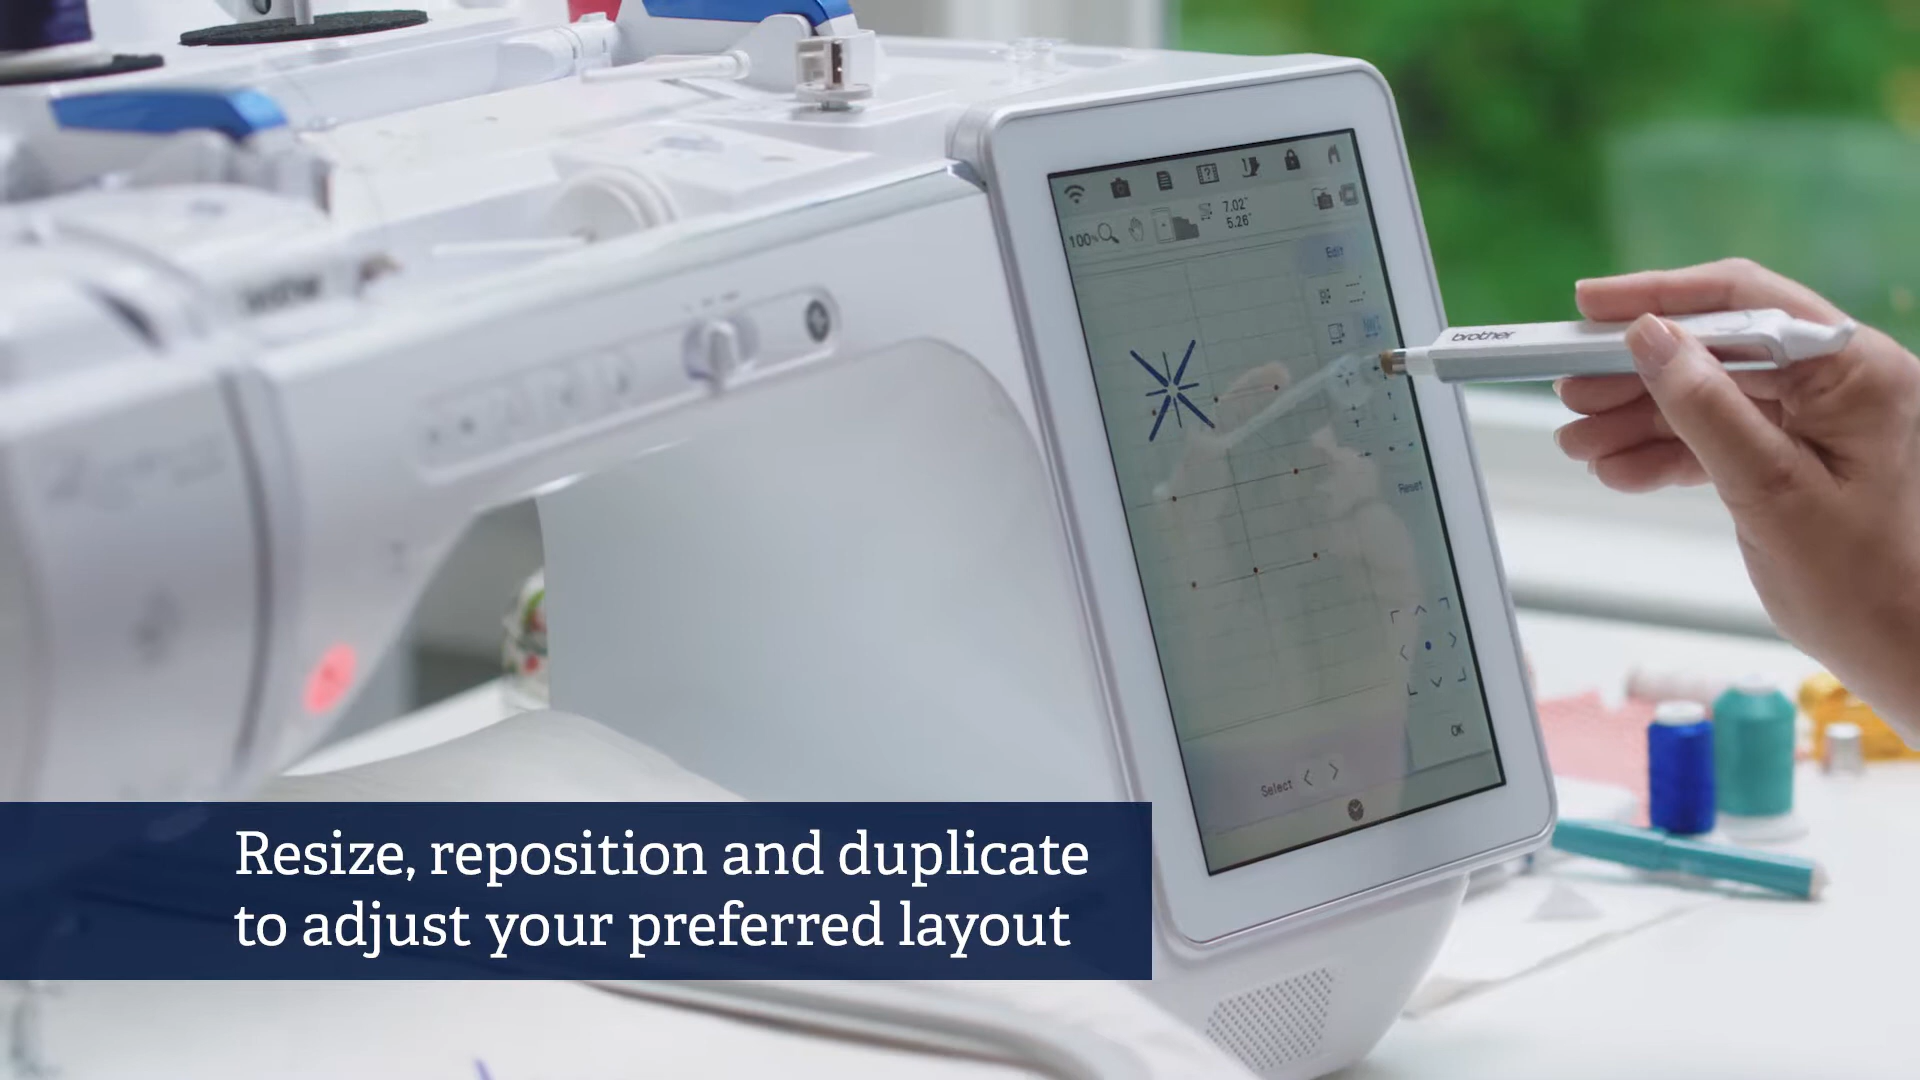 100%
7.02"
5.26"
Edit
brother
Reset
OK
Select
Resize, reposition and duplicate
to adjust your preferred layout